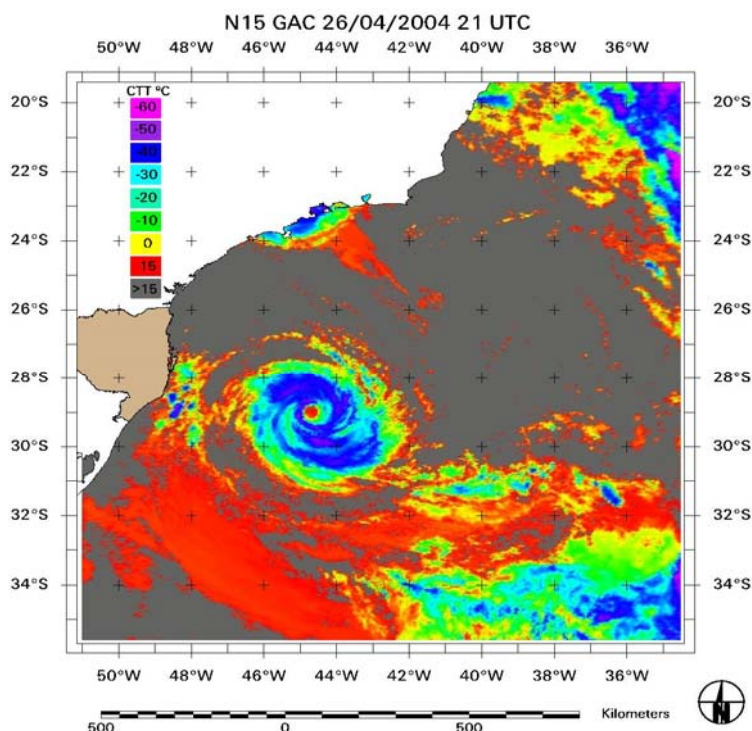 N15 GAC 26/04/2004 21 UTC
50°W 48°W 46°W 44°W 42°W 40°W 38°W 36°W
CTT °C
-60
-50
-40
-30
-20
-10
0
15
>15
20°S 20°S
22°S 22°S
24°S 24°S
26°S 26°S
28°S 28°S
30°S 30°S
32°S 32°S
34°S 34°S
50°W 48°W 46°W 44°W 42°W 40°W 38°W 36°W
500 0 500 Kilometers
N